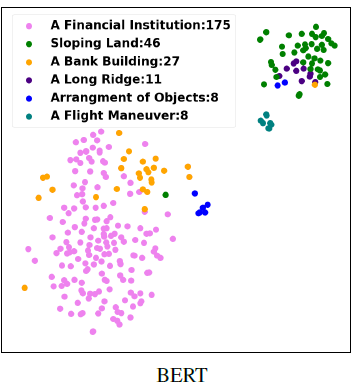 A Financial Institution:175
Sloping Land:46
A Bank Building:27
A Long Ridge:11
Arrangment of Objects:8
A Flight Maneuver:8
BERT